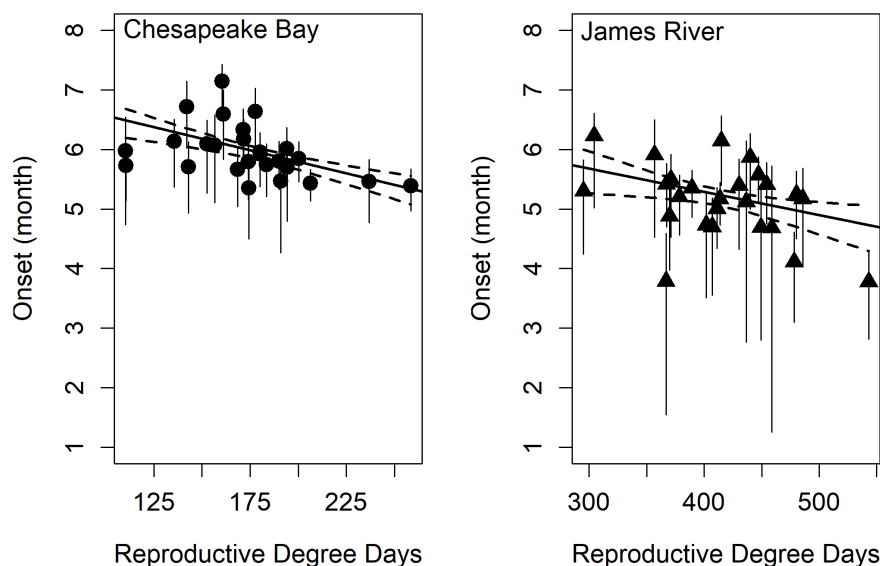 Chesapeake Bay
8
7
6
5
4
3
2
1
Onset (month)
125 175 225
Reproductive Degree Days
James River
8
7
6
5
4
3
2
1
Onset (month)
300 400 500
Reproductive Degree Days